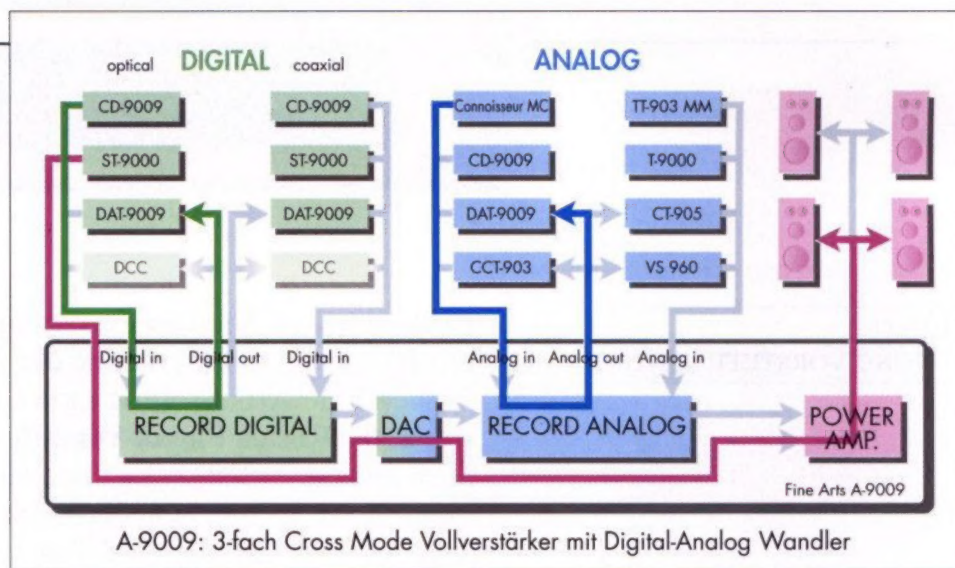 DIGITAL ANALOG
optical coaxial
CD-9009 CD-9009 Connoisseur MC TT-903 MM
ST-9000 ST-9000 CD-9009 T-9000
DAT-9009 DAT-9009 DAT-9009 CT-905
DCC DCC CCT-903 VS 960
Digital in Digital out Digital in Analog in Analog out Analog in
RECORD DIGITAL DAC RECORD ANALOG POWER
AMP.
Fine Arts A-9009
A-9009: 3-fach Cross Mode Vollverstärker mit Digital-Analog Wandler